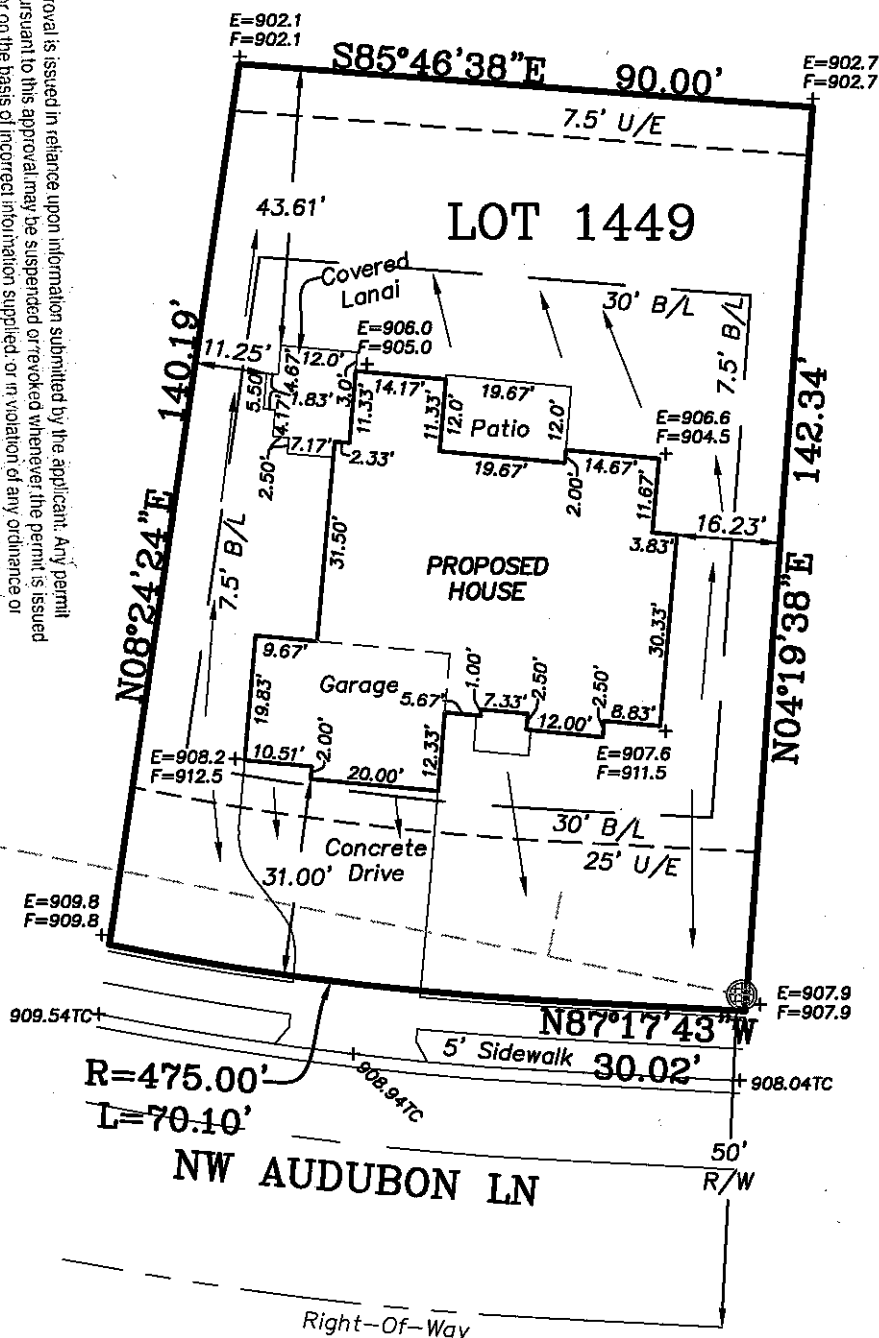 roval is issued in reliance upon information submitted by the applicant. Any permit
ursuant to this approval may be suspended or revoked whenever the permit is issued
r on the basis of incorrect information supplied, or in violation of any ordinance or
E=902.1
F=902.1
S85°46'38"E 90.00'
E=902.7
F=902.7
7.5' U/E
43.61'
LOT 1449
Covered
Lanai
30' B/L
7.5' B/L
140.19'
N08°24'24"E
142.34'
N04°19'38"E
11.25'
12.0'
E=906.0
F=905.0
5.50'
4.67'
1.83'
3.0'
14.17'
11.33'
11.33'
19.67'
12.0'
Patio
12.0'
19.67'
E=906.6
F=904.5
4.17'
7.17'
2.50'
2.33'
2.00'
14.67'
11.67'
16.23'
3.83'
7.5' B/L
31.50'
PROPOSED
HOUSE
30.33'
9.67'
Garage
5.67'
1.00'
7.33'
2.50'
2.50'
19.83'
12.00'
8.83'
E=908.2
F=912.5
10.51'
2.00'
20.00'
12.33'
E=907.6
F=911.5
30' B/L
25' U/E
Concrete
Drive
31.00'
E=909.8
F=909.8
E=907.9
F=907.9
N87°17'43"W
30.02'
909.54TC
5' Sidewalk
908.94TC
908.04TC
R=475.00'
L=70.10'
50'
R/W
NW AUDUBON LN
Right-Of-Way